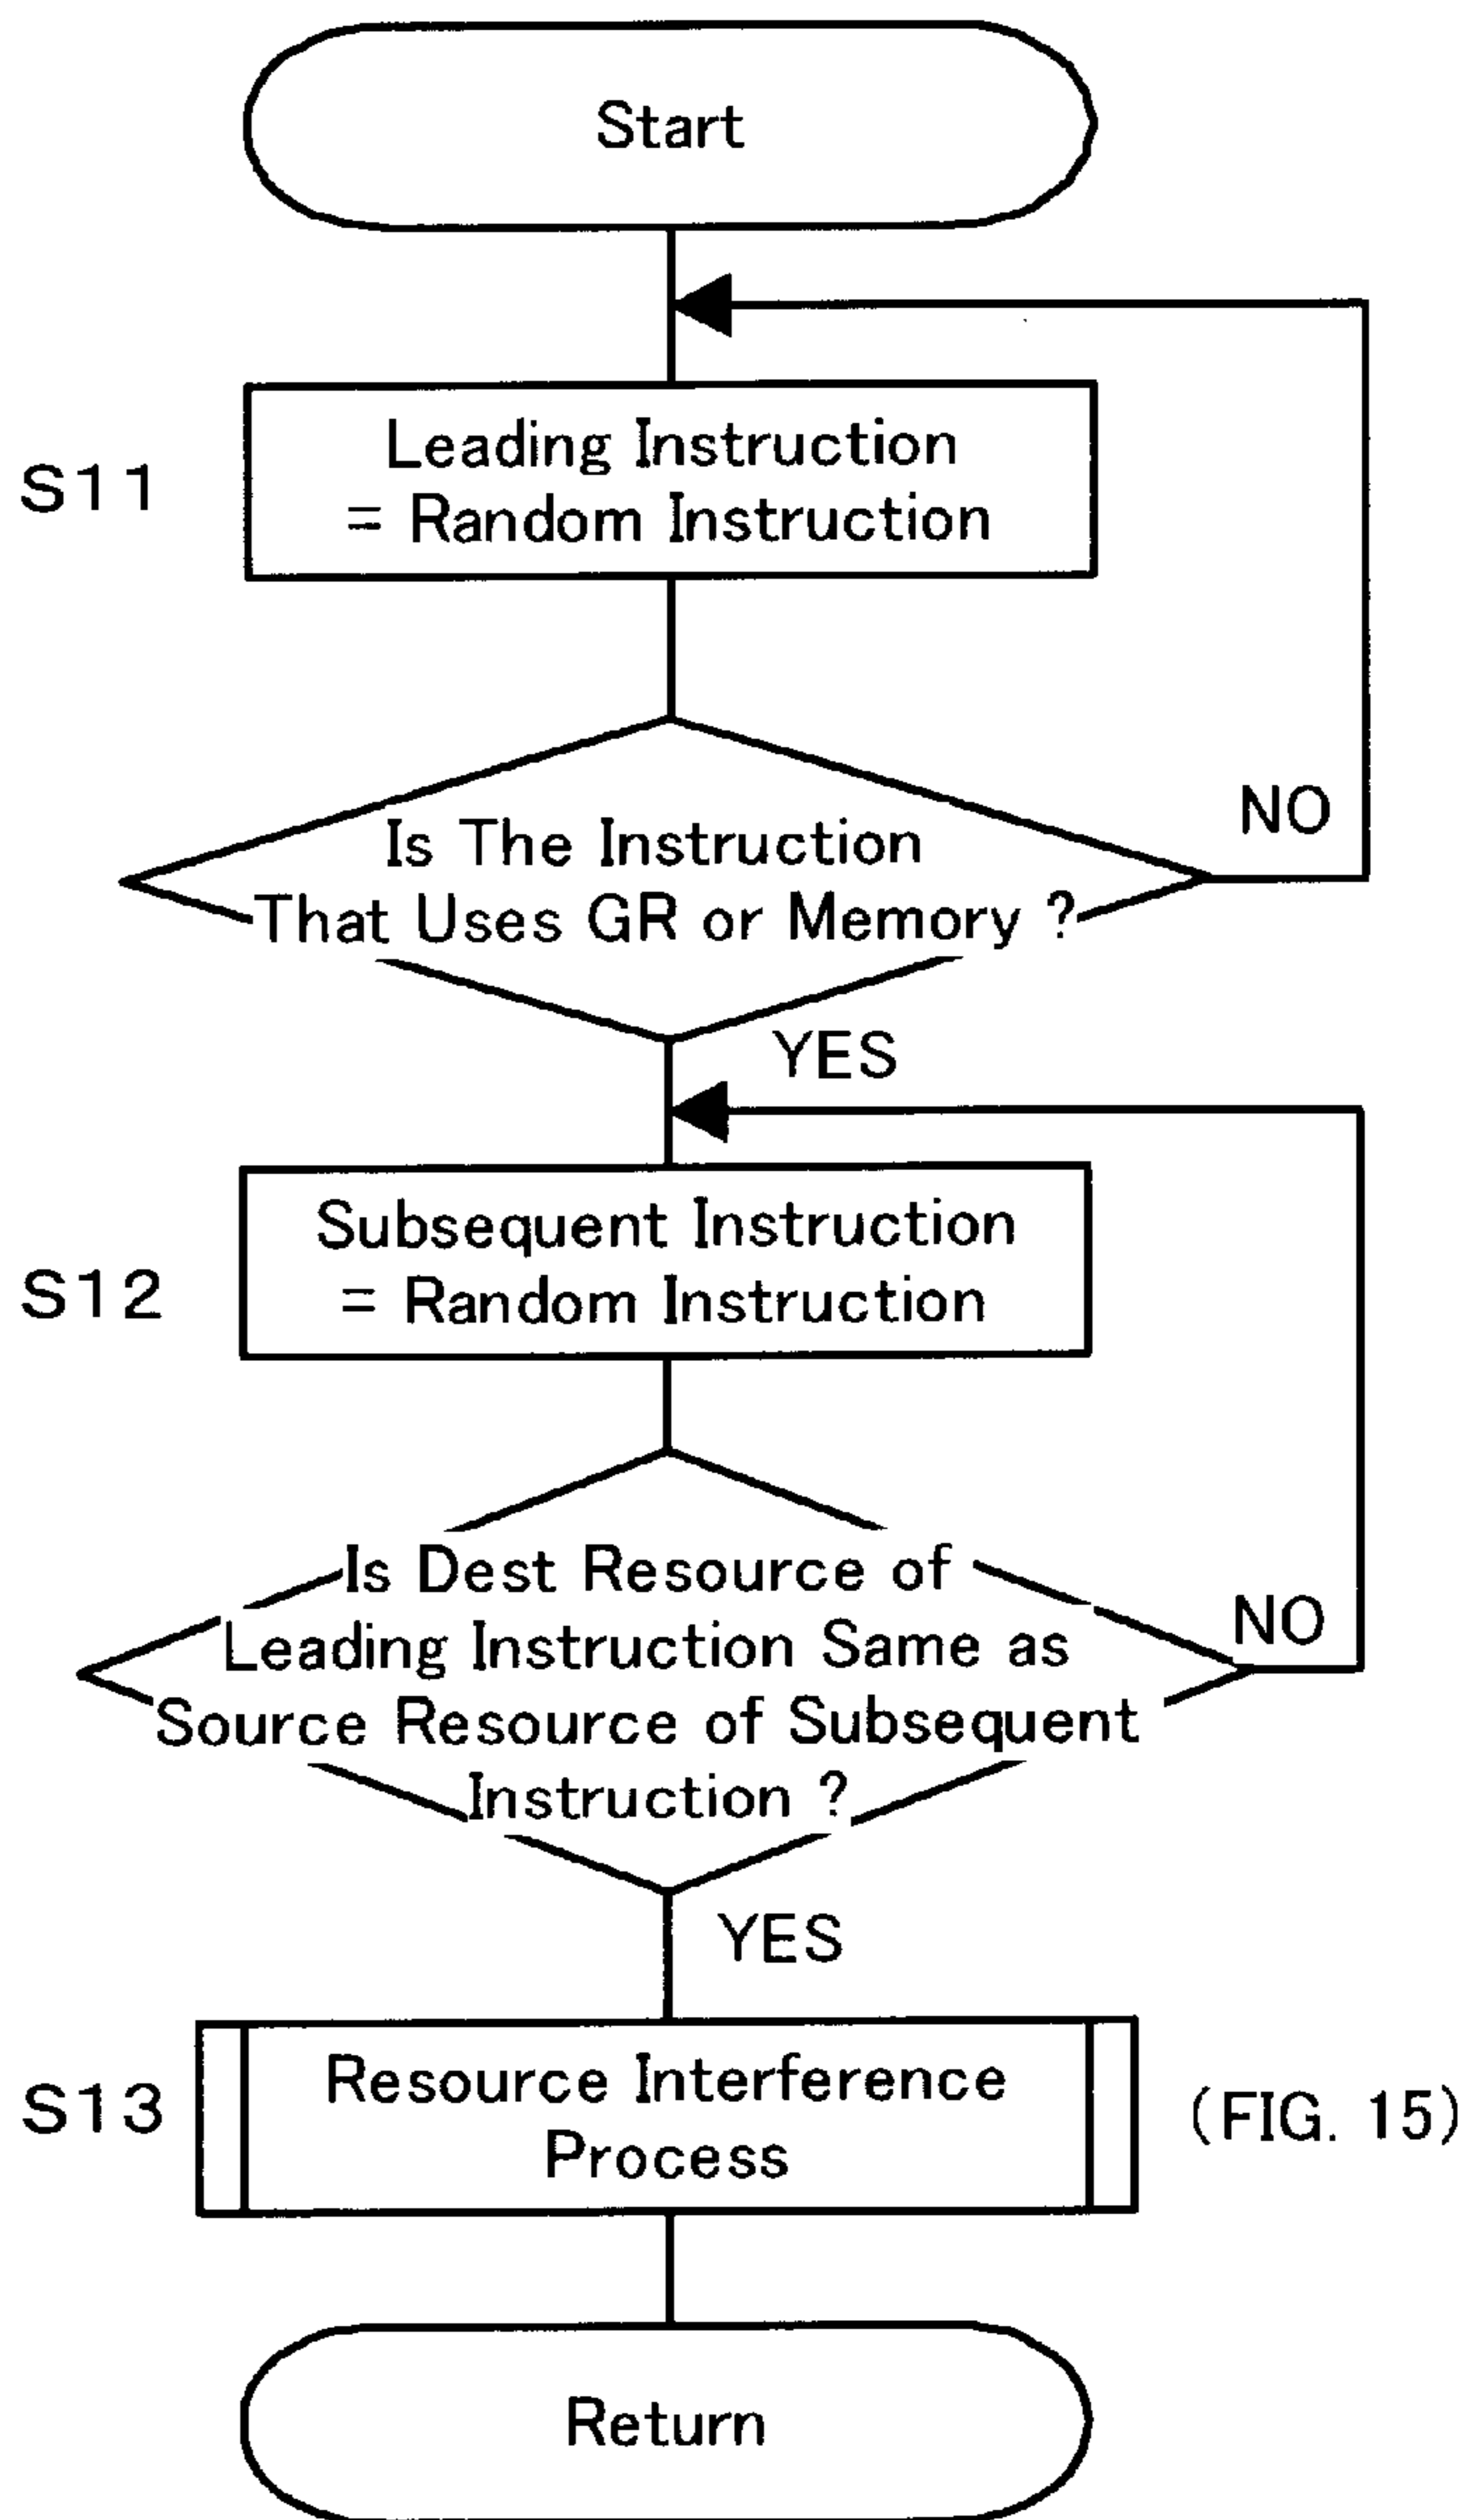 Start
S11
Leading Instruction
= Random Instruction
Is The Instruction
That Uses GR or Memory ?
NO
YES
S12
Subsequent Instruction
= Random Instruction
Is Dest Resource of
Leading Instruction Same as
Source Resource of Subsequent
Instruction ?
NO
YES
S13
Resource Interference
Process
(FIG. 15)
Return